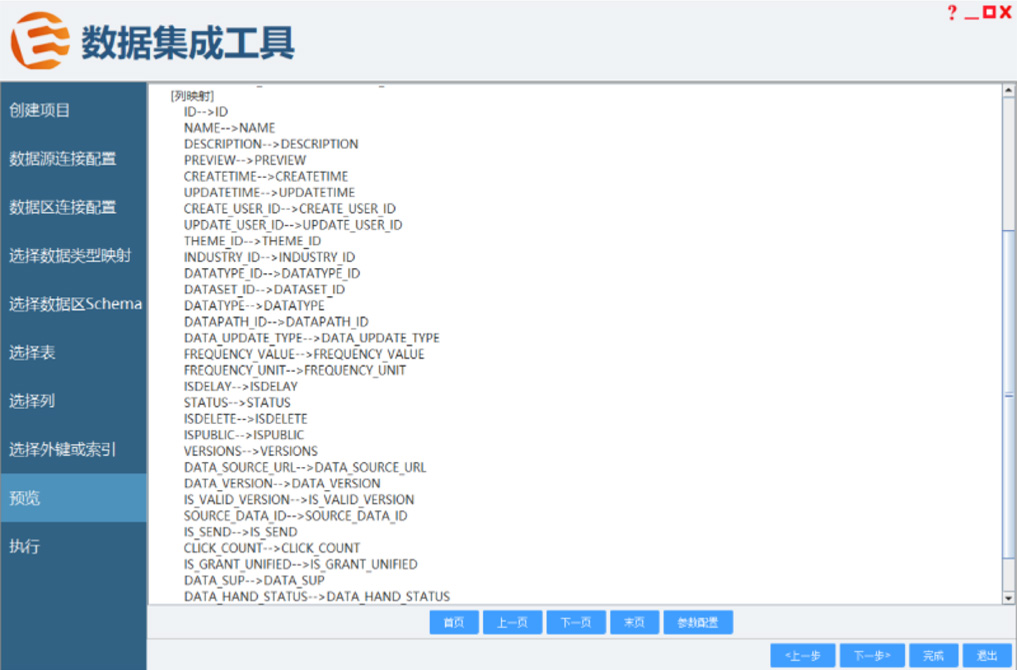 数据集成工具
?
创建项目
数据源连接配置
数据区连接配置
选择数据类型映射
选择数据区Schema
选择表
选择列
选择外键或索引
预览
执行
[列映射]
ID-->ID
NAME-->NAME
DESCRIPTION-->DESCRIPTION
PREVIEW-->PREVIEW
CREATETIME-->CREATETIME
UPDATETIME-->UPDATETIME
CREATE_USER_ID-->CREATE_USER_ID
UPDATE_USER_ID-->UPDATE_USER_ID
THEME_ID-->THEME_ID
INDUSTRY_ID-->INDUSTRY_ID
DATATYPE_ID-->DATATYPE_ID
DATASET_ID-->DATASET_ID
DATATYPE-->DATATYPE
DATAPATH_ID-->DATAPATH_ID
DATA_UPDATE_TYPE-->DATA_UPDATE_TYPE
FREQUENCY_VALUE-->FREQUENCY_VALUE
FREQUENCY_UNIT-->FREQUENCY_UNIT
ISDELAY-->ISDELAY
STATUS-->STATUS
ISDELETE-->ISDELETE
ISPUBLIC-->ISPUBLIC
VERSIONS-->VERSIONS
DATA_SOURCE_URL-->DATA_SOURCE_URL
DATA_VERSION-->DATA_VERSION
IS_VALID_VERSION-->IS_VALID_VERSION
SOURCE_DATA_ID-->SOURCE_DATA_ID
IS_SEND-->IS_SEND
CLICK_COUNT-->CLICK_COUNT
IS_GRANT_UNIFIED-->IS_GRANT_UNIFIED
DATA_SUP-->DATA_SUP
DATA_HAND_STATUS-->DATA_HAND_STATUS
首页 上一页 下一页 末页 参数配置
<上一步 下一步> 完成 退出